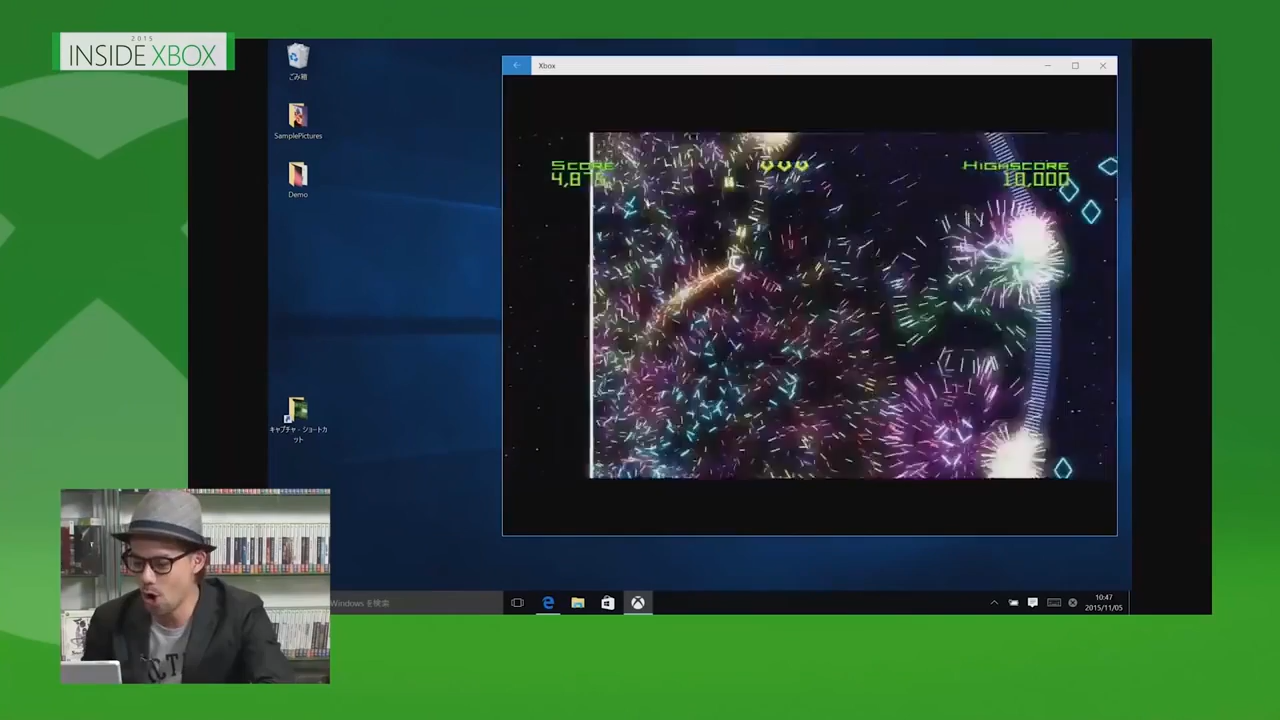 2015
INSIDE XBOX
ごみ箱
SamplePictures
Demo
キャプチャ - ショートカ
ット
Xbox
SCORE
HIGHSCORE
10,000
Windows を検索
10:47
2015/11/05